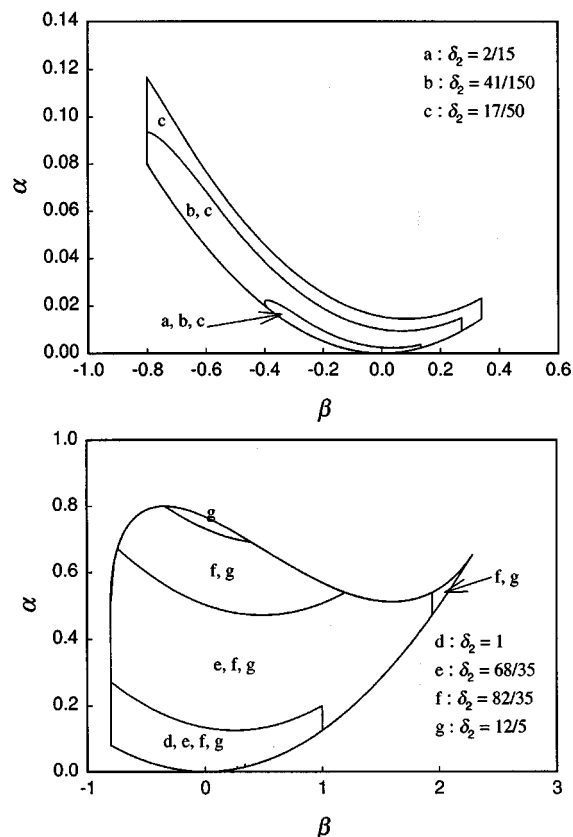 0.14
0.12
0.10
0.08
0.06
0.04
0.02
0.00
α
a : δ₂ = 2/15
b : δ₂ = 41/150
c : δ₂ = 17/50
c
b, c
a, b, c
-1.0 -0.8 -0.6 -0.4 -0.2 0.0 0.2 0.4 0.6
β
1.0
0.8
0.6
0.4
0.2
0.0
α
g
f, g
f, g
e, f, g
d : δ₂ = 1
e : δ₂ = 68/35
f : δ₂ = 82/35
g : δ₂ = 12/5
d, e, f, g
-1 0 1 2 3
β